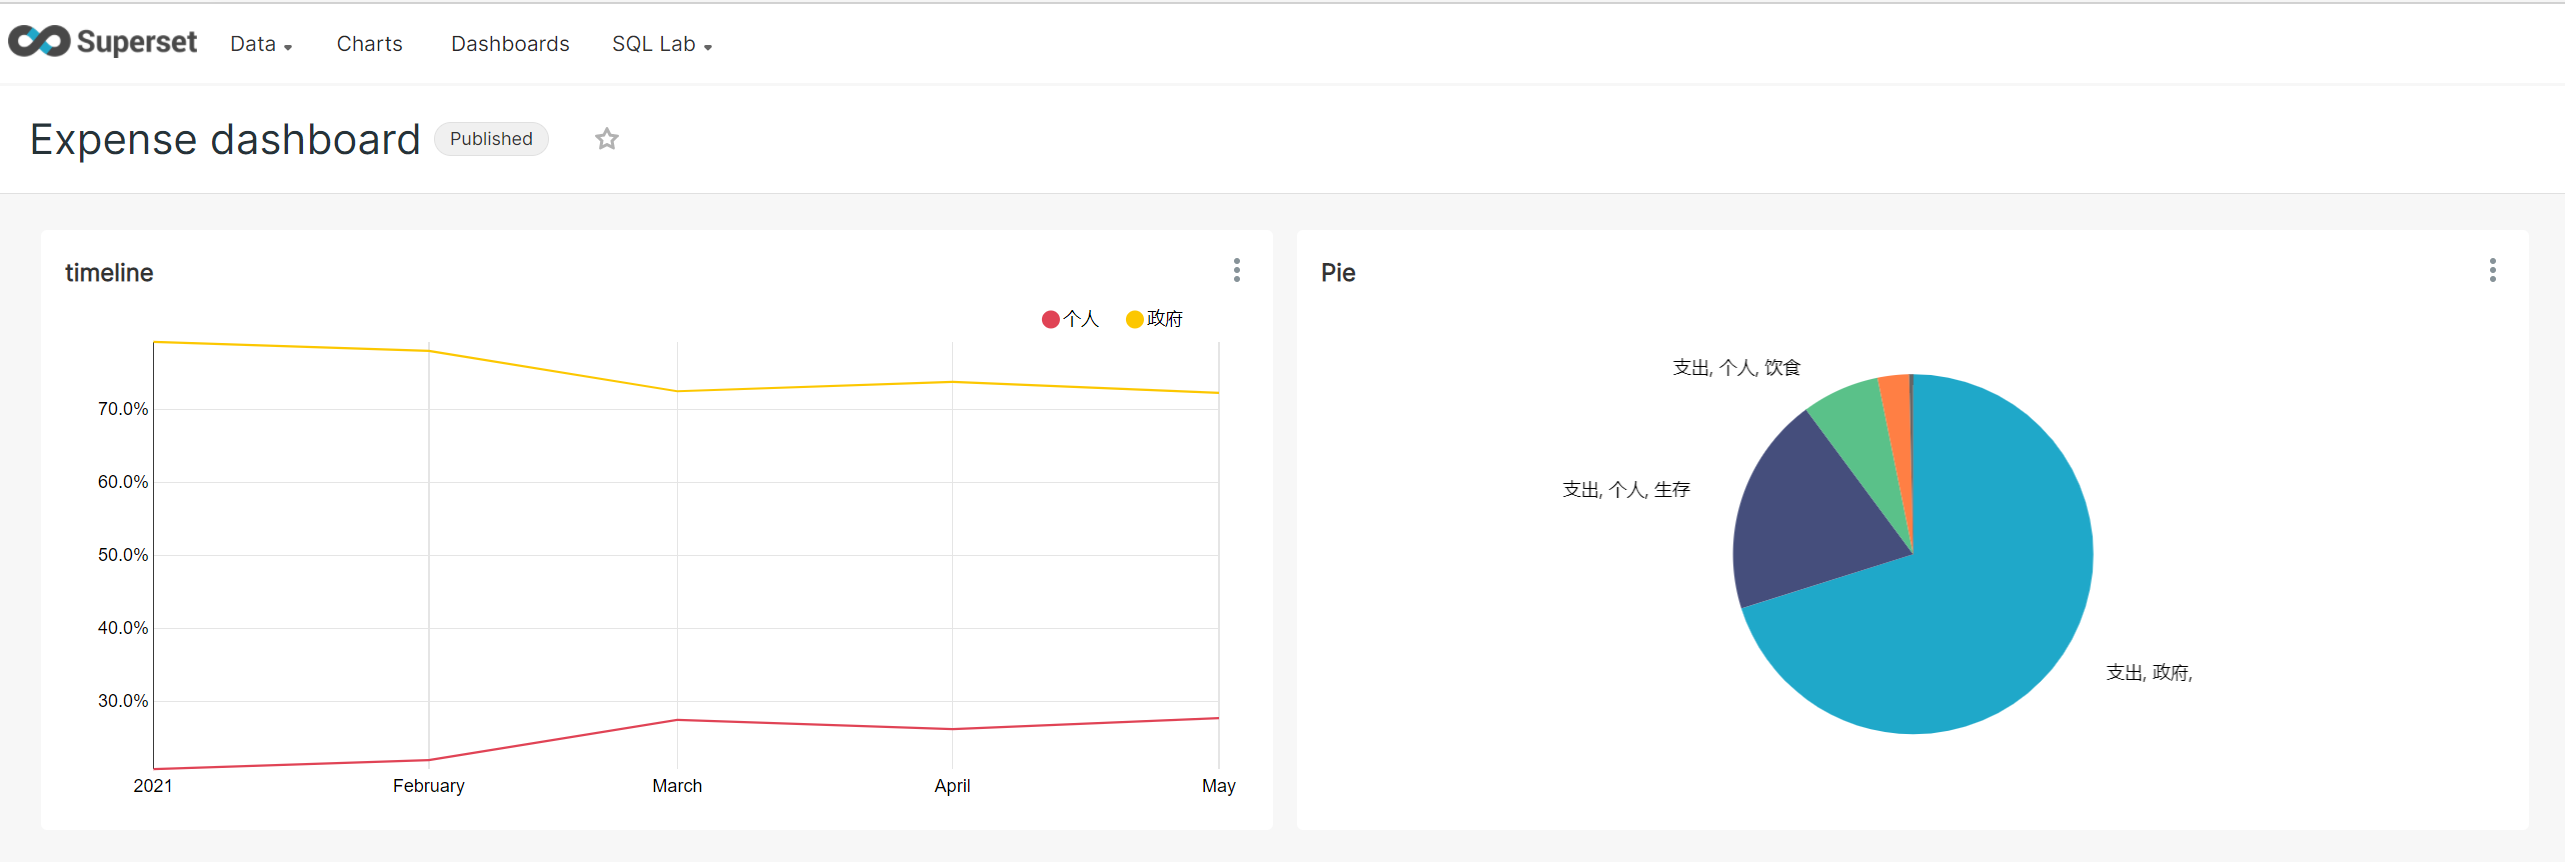 Superset Data Charts Dashboards SQL Lab
Expense dashboard Published
timeline
个人 政府
70.0%
60.0%
50.0%
40.0%
30.0%
2021 February March April May
Pie
支出, 个人, 饮食
支出, 个人, 生存
支出, 政府,